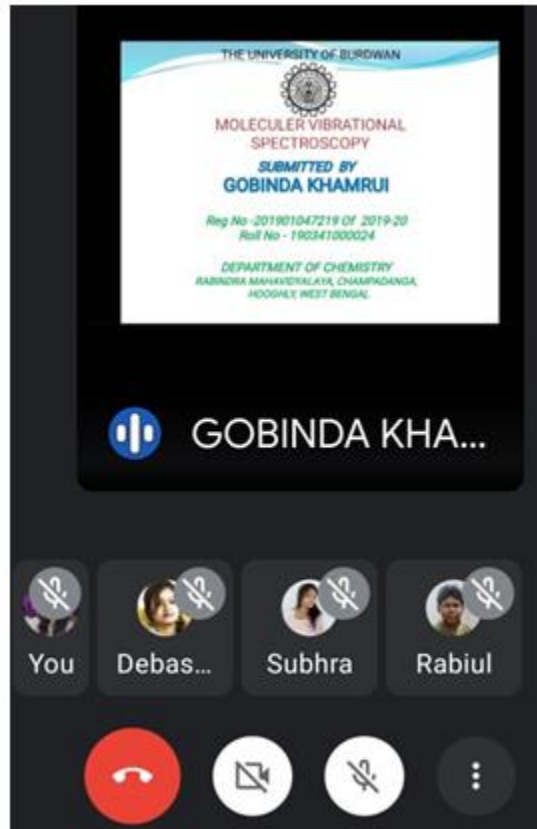 THE UNIVERSITY OF BURDWAN
MOLECULER VIBRATIONAL
SPECTROSCOPY
SUBMITTED BY
GOBINDA KHAMRUI
Reg No -201901047219 Of 2019-20
Roll No - 190341000024
DEPARTMENT OF CHEMISTRY
RABINDRA MAHAVIDYALAYA, CHAMPADANGA,
HOOGHLY, WEST BENGAL
GOBINDA KHA...
You
Debas...
Subhra
Rabiul